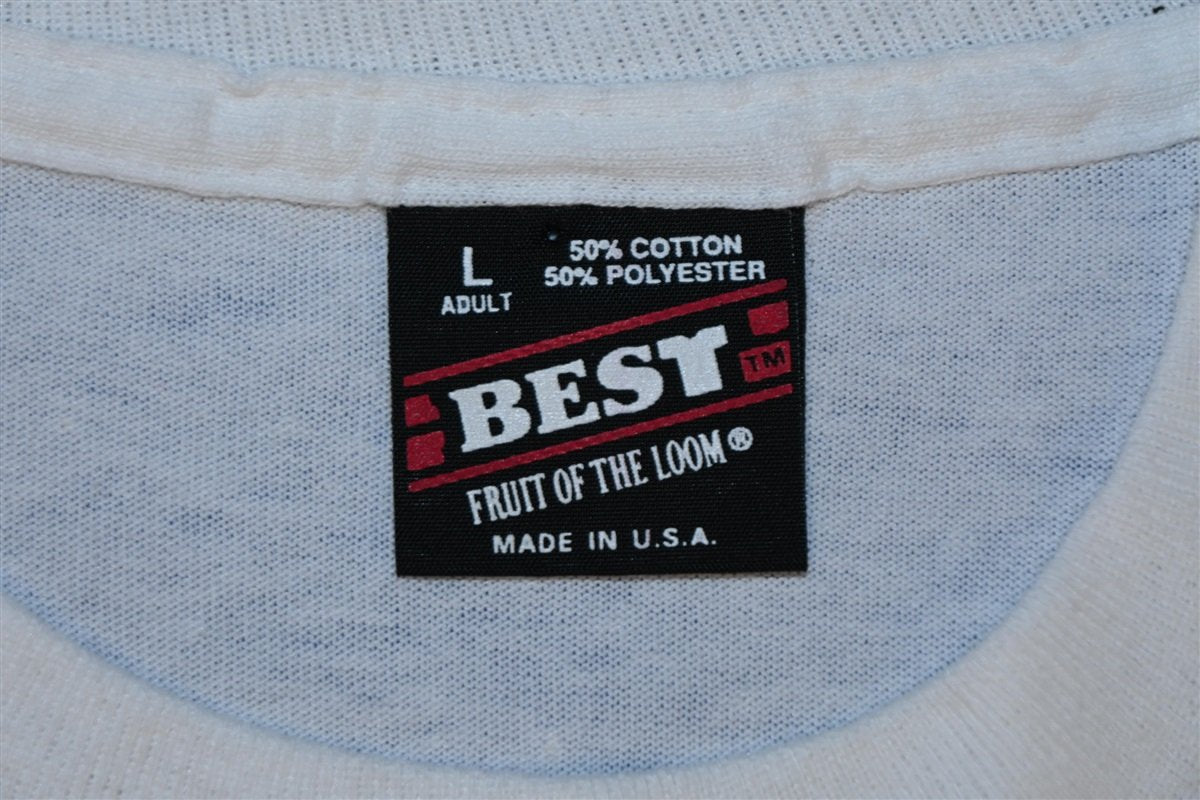 L
ADULT
50% COTTON
50% POLYESTER
BEST
TM
FRUIT OF THE LOOM®
MADE IN U.S.A.